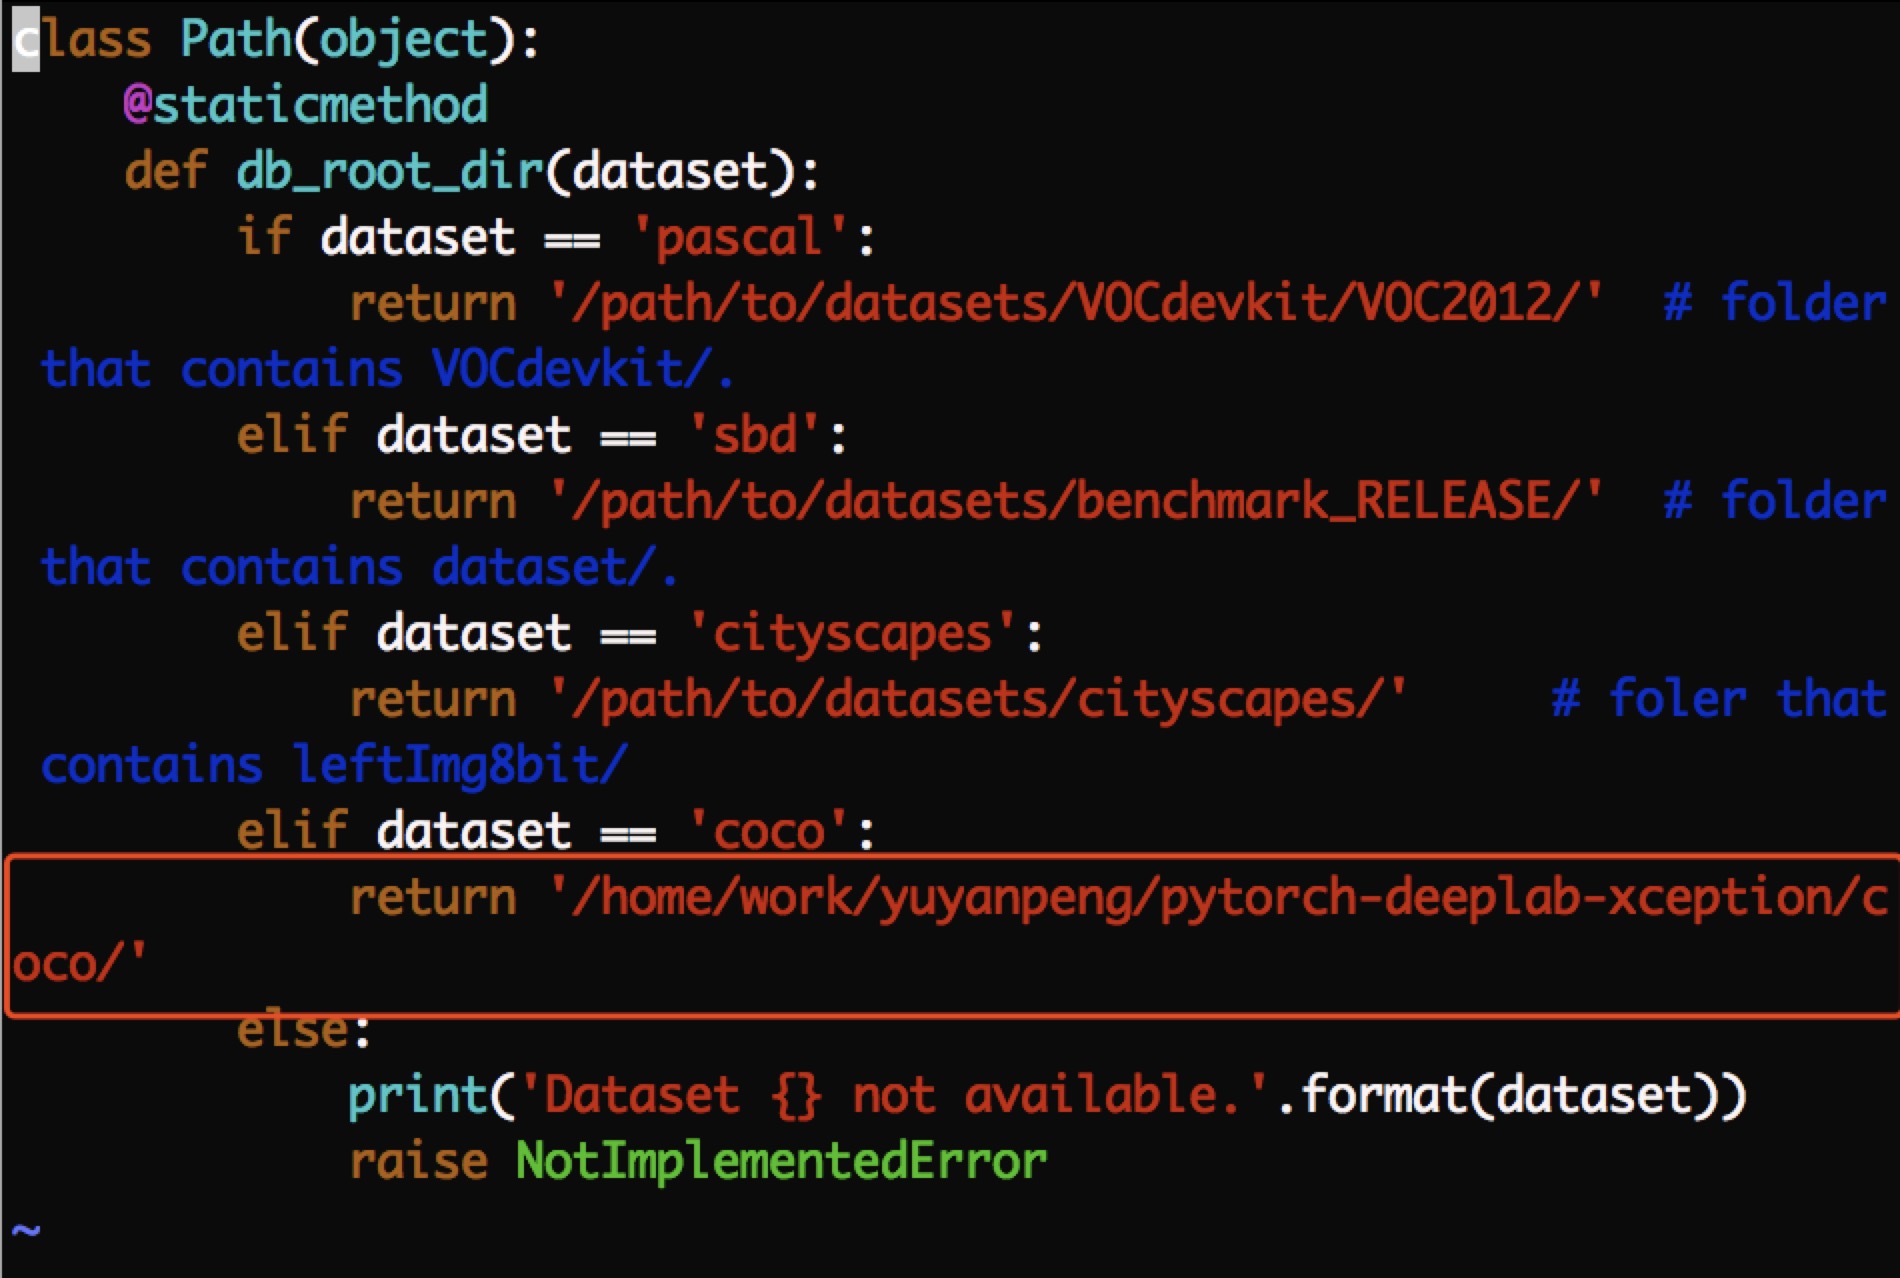 class Path(object):
    @staticmethod
    def db_root_dir(dataset):
        if dataset == 'pascal':
            return '/path/to/datasets/VOCdevkit/VOC2012/'  # folder
 that contains VOCdevkit/.
        elif dataset == 'sbd':
            return '/path/to/datasets/benchmark_RELEASE/'  # folder
 that contains dataset/.
        elif dataset == 'cityscapes':
            return '/path/to/datasets/cityscapes/'     # foler that
 contains leftImg8bit/
        elif dataset == 'coco':
            return '/home/work/yuyanpeng/pytorch-deeplab-xception/c
oco/'
        else:
            print('Dataset {} not available.'.format(dataset))
            raise NotImplementedError
~